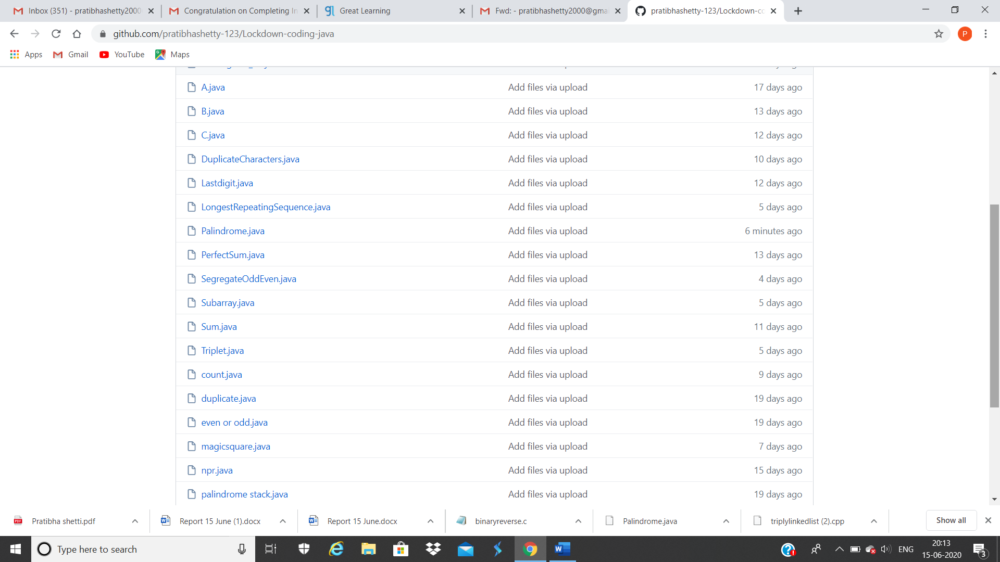 Inbox (351) - pratibhashetty2000
Congratulation on Completing In
Great Learning
Fwd: - pratibhashetty2000@gmai
pratibhashetty-123/Lockdown-co
github.com/pratibhashetty-123/Lockdown-coding-java
P
Apps
Gmail
YouTube
Maps
A.java Add files via upload 17 days ago
B.java Add files via upload 13 days ago
C.java Add files via upload 12 days ago
DuplicateCharacters.java Add files via upload 10 days ago
Lastdigit.java Add files via upload 12 days ago
LongestRepeatingSequence.java Add files via upload 5 days ago
Palindrome.java Add files via upload 6 minutes ago
PerfectSum.java Add files via upload 13 days ago
SegregateOddEven.java Add files via upload 4 days ago
Subarray.java Add files via upload 5 days ago
Sum.java Add files via upload 11 days ago
Triplet.java Add files via upload 5 days ago
count.java Add files via upload 9 days ago
duplicate.java Add files via upload 19 days ago
even or odd.java Add files via upload 19 days ago
magicsquare.java Add files via upload 7 days ago
npr.java Add files via upload 15 days ago
palindrome stack.java Add files via upload 19 days ago
Pratibha shetti.pdf
Report 15 June (1).docx
Report 15 June.docx
binaryreverse.c
Palindrome.java
triplylinkedlist (2).cpp
Show all
Type here to search
ENG
20:13
15-06-2020
3